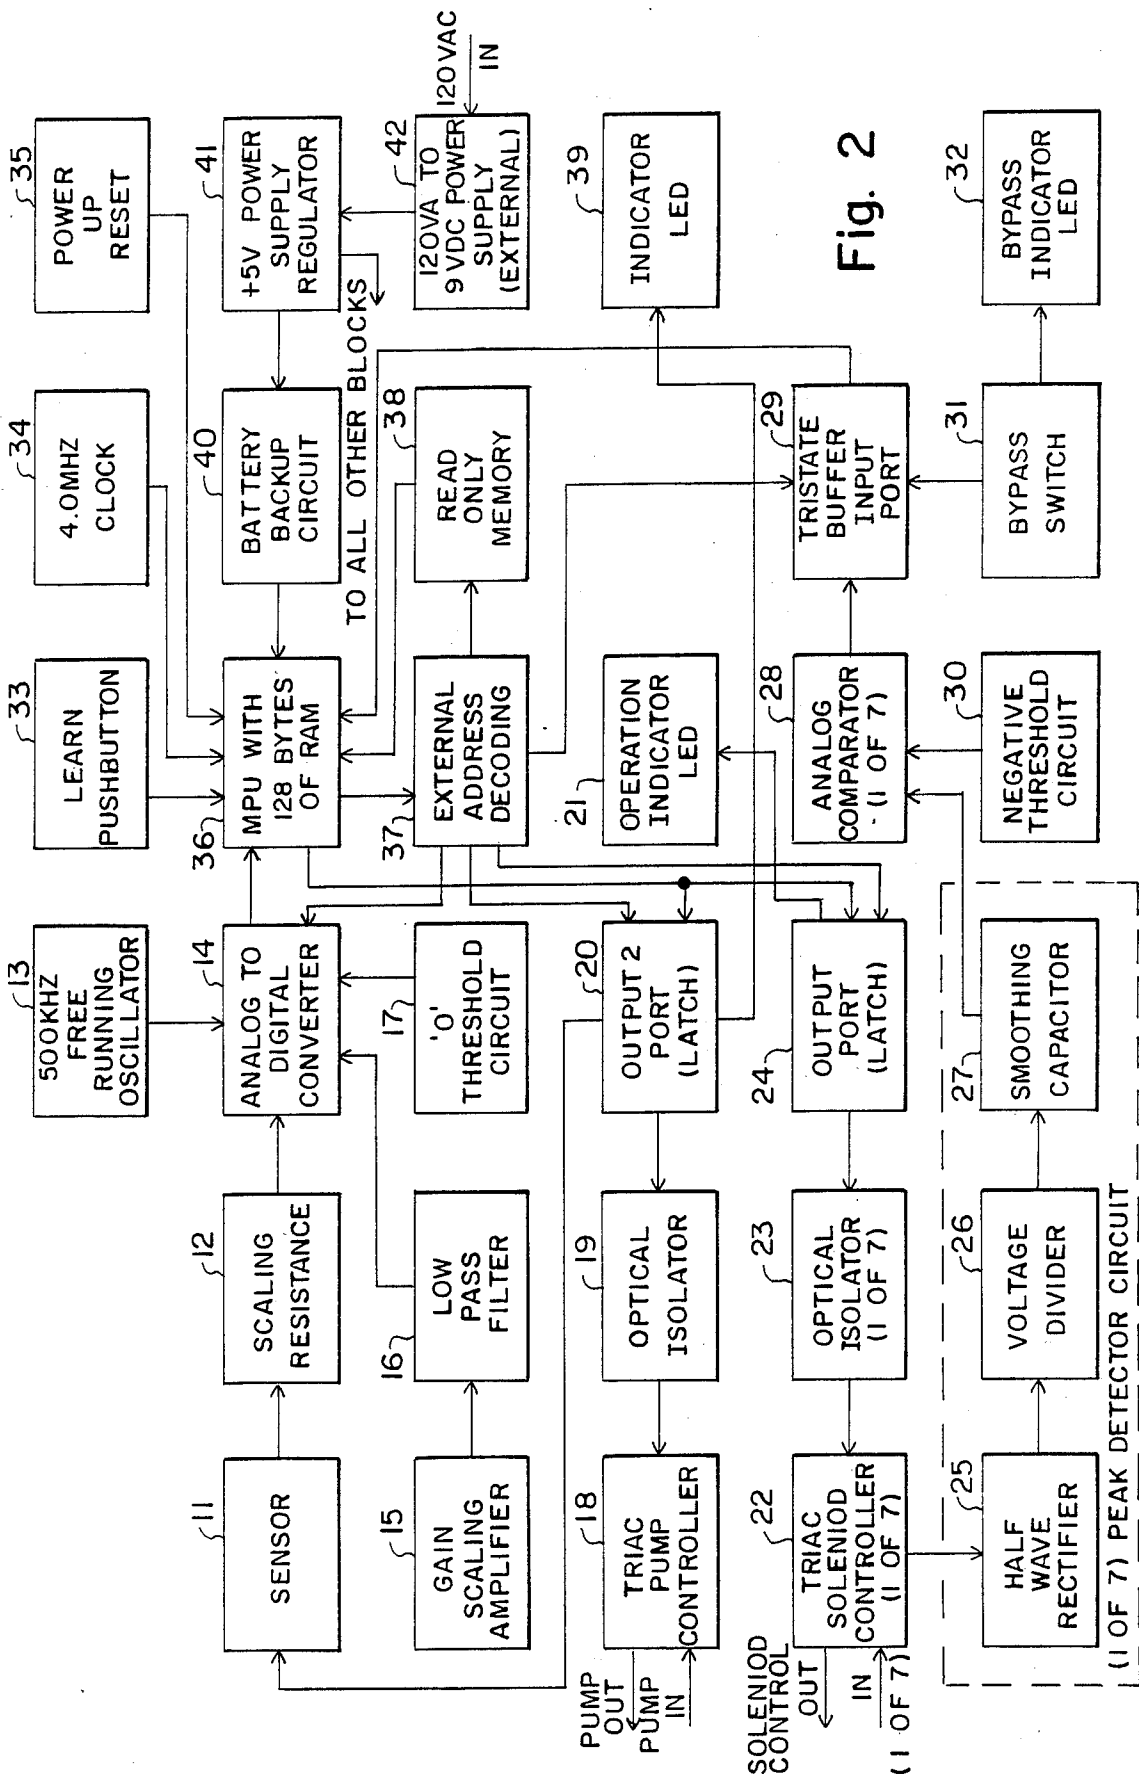 11
SENSOR
12
SCALING
RESISTANCE
13
500KHZ
FREE
RUNNING
OSCILLATOR
14
ANALOG TO
DIGITAL
CONVERTER
33
LEARN
PUSHBUTTON
36
MPU WITH
128 BYTES
OF RAM
34
4.0MHZ
CLOCK
35
POWER
UP
RESET
40
BATTERY
BACKUP
CIRCUIT
41
+5V POWER
SUPPLY
REGULATOR
TO ALL OTHER BLOCKS
15
GAIN
SCALING
AMPLIFIER
16
LOW
PASS
FILTER
17
'O'
THRESHOLD
CIRCUIT
37
EXTERNAL
ADDRESS
DECODING
38
READ
ONLY
MEMORY
42
120VA TO
9VDC POWER
SUPPLY
(EXTERNAL)
120VAC
IN
PUMP
OUT
PUMP
IN
18
TRIAC
PUMP
CONTROLLER
19
OPTICAL
ISOLATOR
20
OUTPUT 2
PORT
(LATCH)
21
OPERATION
INDICATOR
LED
39
INDICATOR
LED
SOLENIOD
CONTROL
OUT
IN
(1 OF 7)
22
TRIAC
SOLENIOD
CONTROLLER
(1 OF 7)
23
OPTICAL
ISOLATOR
(1 OF 7)
24
OUTPUT
PORT
(LATCH)
28
ANALOG
COMPARATOR
(1 OF 7)
29
TRISTATE
BUFFER
INPUT
PORT
Fig. 2
25
HALF
WAVE
RECTIFIER
26
VOLTAGE
DIVIDER
27
SMOOTHING
CAPACITOR
30
NEGATIVE
THRESHOLD
CIRCUIT
31
BYPASS
SWITCH
32
BYPASS
INDICATOR
LED
(1 OF 7) PEAK DETECTOR CIRCUIT